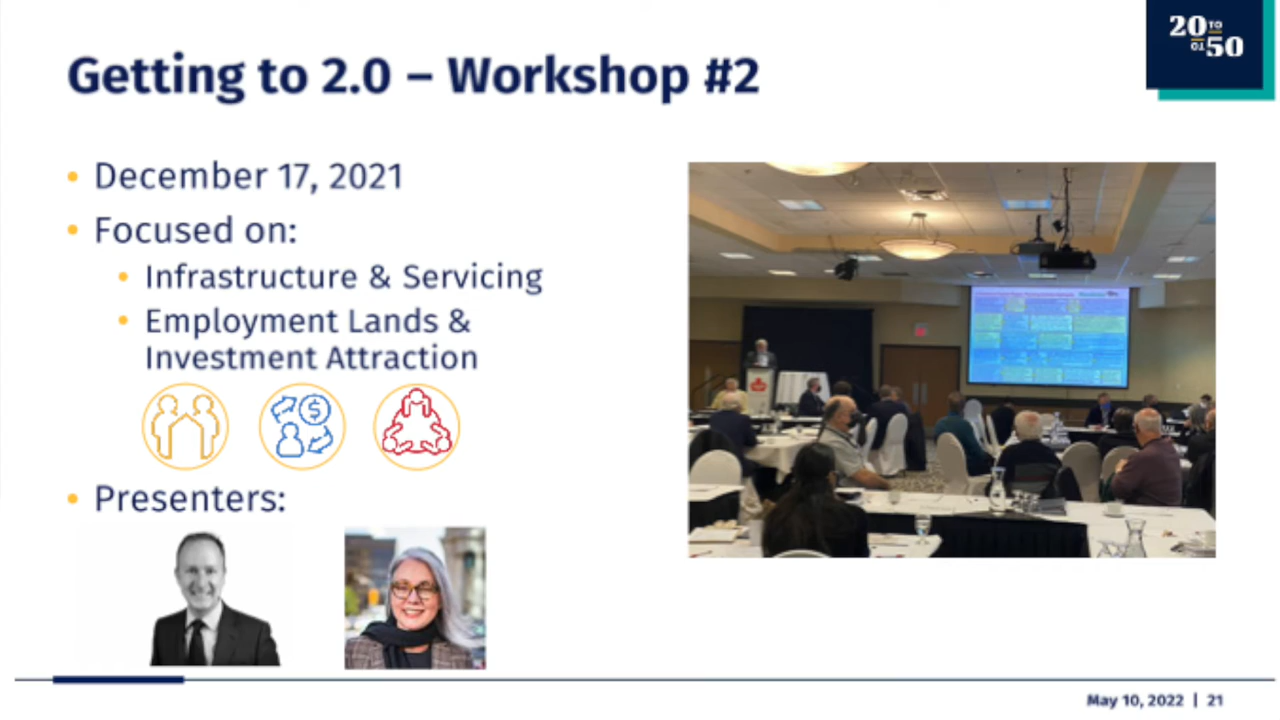 20 TO
TO 50
Getting to 2.0 – Workshop #2
• December 17, 2021
• Focused on:
• Infrastructure & Servicing
• Employment Lands &
Investment Attraction
$
• Presenters:
May 10, 2022 | 21